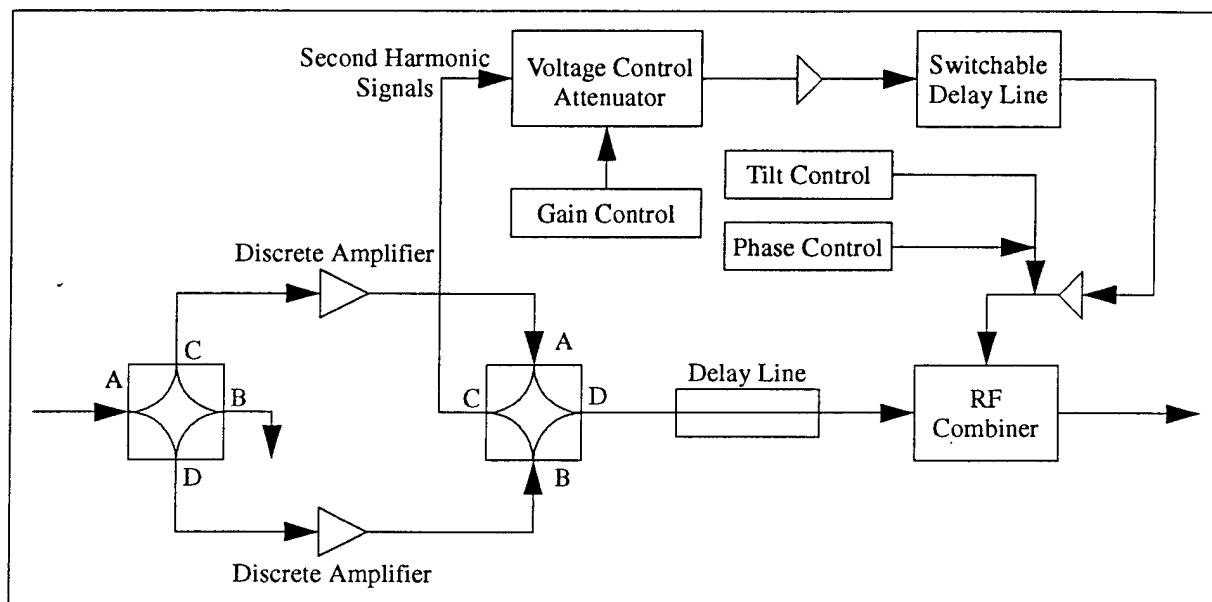 Second Harmonic
Signals
Voltage Control
Attenuator
Switchable
Delay Line
Tilt Control
Gain Control
Phase Control
Discrete Amplifier
C
A
B
D
A
C
D
B
Delay Line
RF
Combiner
Discrete Amplifier